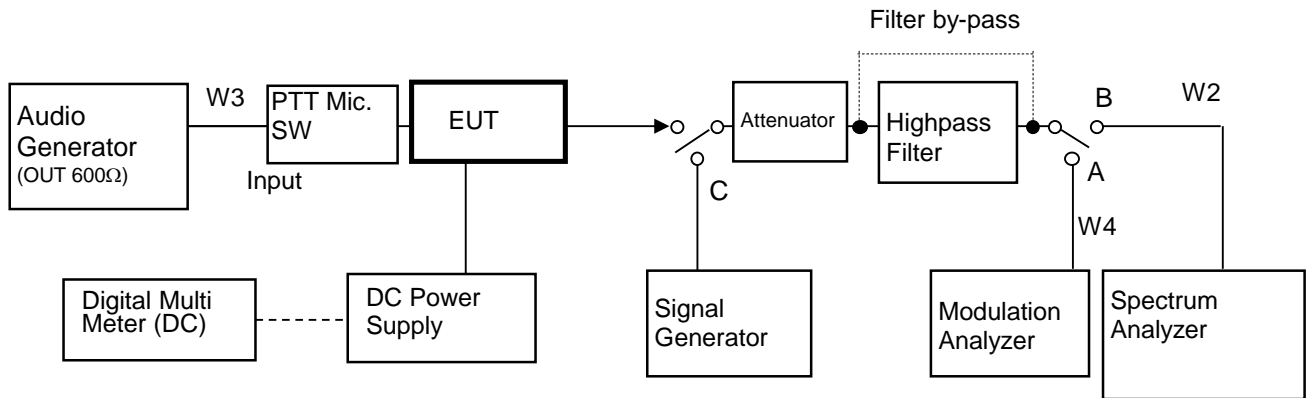 Filter by-pass
Audio
Generator
(OUT 600Ω)
W3
PTT Mic.
SW
Input
EUT
C
Attenuator
Highpass
Filter
B
A
W2
W4
Digital Multi
Meter (DC)
DC Power
Supply
Signal
Generator
Modulation
Analyzer
Spectrum
Analyzer